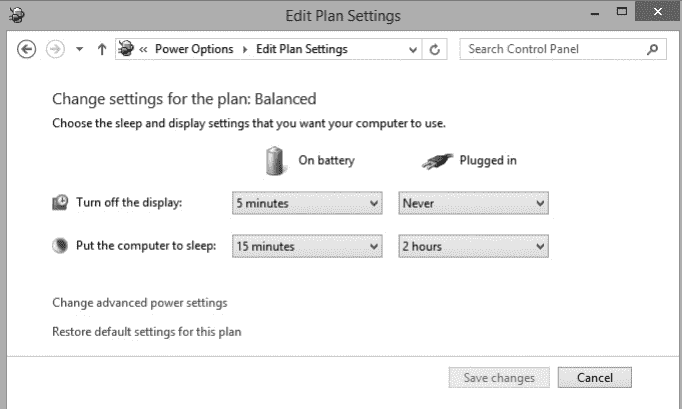 Edit Plan Settings
« Power Options Edit Plan Settings Search Control Panel
Change settings for the plan: Balanced
Choose the sleep and display settings that you want your computer to use.
On battery Plugged in
Turn off the display: 5 minutes Never
Put the computer to sleep: 15 minutes 2 hours
Change advanced power settings
Restore default settings for this plan
Save changes Cancel